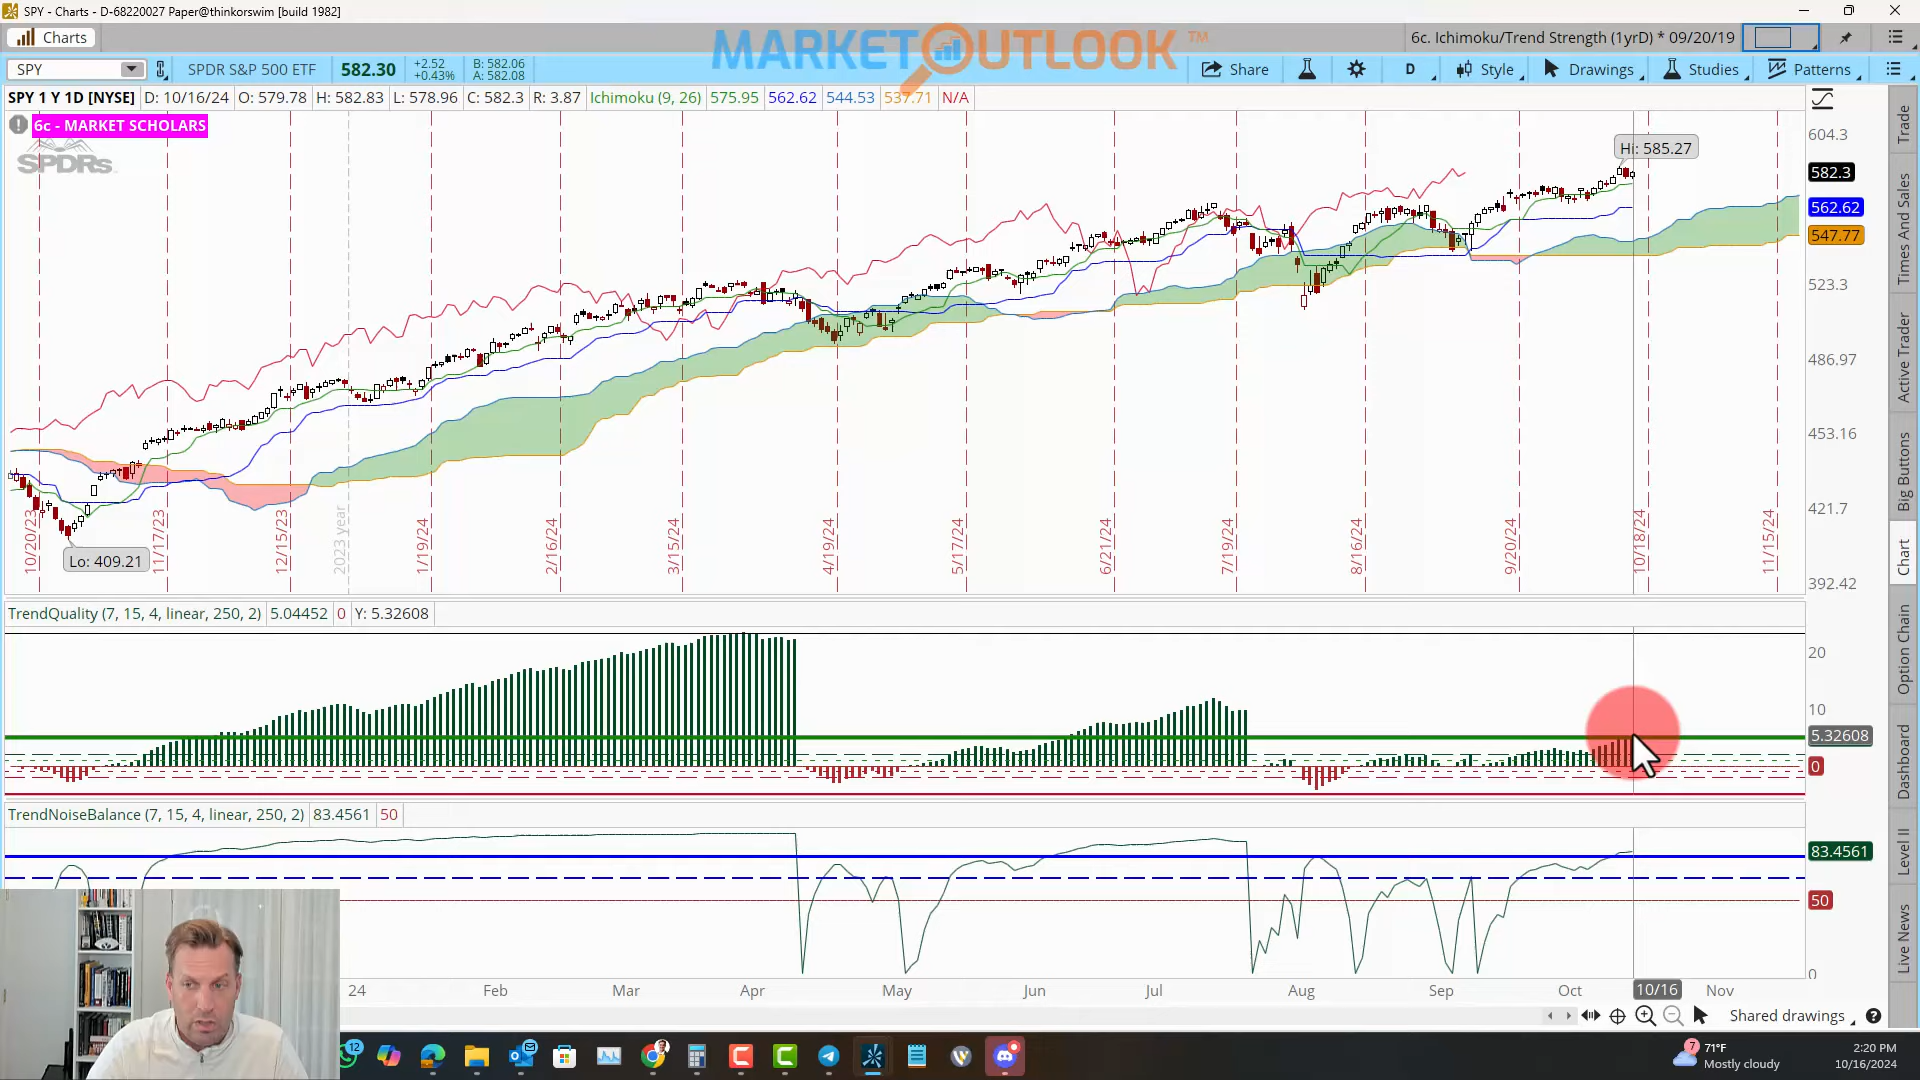 SPY - Charts - D-68220027 Paper@thinkorswim [build 1982]
Charts
MARKET OUTLOOK ™
6c. Ichimoku/Trend Strength (1yrD) * 09/20/19
SPY
SPDR S&P 500 ETF
582.30
+2.52
+0.43%
B: 582.06
A: 582.08
Share
D
Style
Drawings
Studies
Patterns
SPY 1 Y 1D [NYSE] D: 10/16/24 O: 579.78 H: 582.83 L: 578.96 C: 582.3 R: 3.87 Ichimoku (9, 26) 575.95 562.62 544.53 537.71 N/A
6c - MARKET SCHOLARS
SPDRs
Hi: 585.27
Lo: 409.21
604.3
582.3
562.62
547.77
523.3
486.97
453.16
421.7
392.42
10/20/23
11/17/23
12/15/23
2023 year
1/19/24
2/16/24
3/15/24
4/19/24
5/17/24
6/21/24
7/19/24
8/16/24
9/20/24
10/18/24
11/15/24
TrendQuality (7, 15, 4, linear, 250, 2) 5.04452 0 Y: 5.32608
20
10
5.32608
0
TrendNoiseBalance (7, 15, 4, linear, 250, 2) 83.4561 50
83.4561
50
0
24 Feb Mar Apr May Jun Jul Aug Sep Oct 10/16 Nov
Shared drawings
Trade
Times And Sales
Active Trader
Big Buttons
Chart
Option Chain
Dashboard
Level II
Live News
12
7
71°F
Mostly cloudy
2:20 PM
10/16/2024